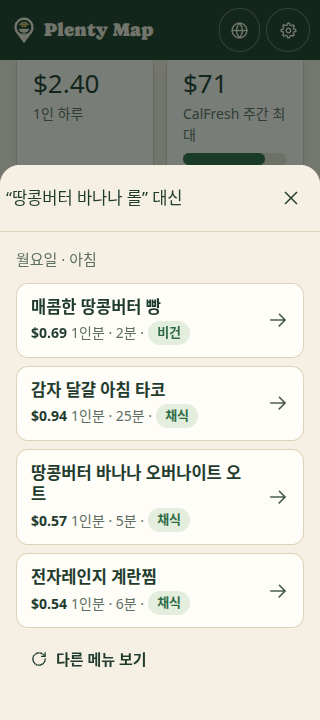 Plenty Map
$2.40
1인 하루
$71
CalFresh 주간 최
대
“땅콩버터 바나나 롤” 대신
월요일 · 아침
매콤한 땅콩버터 빵
$0.69 1인분 · 2분 · 비건
감자 달걀 아침 타코
$0.94 1인분 · 25분 · 채식
땅콩버터 바나나 오버나이트 오
트
$0.57 1인분 · 5분 · 채식
전자레인지 계란찜
$0.54 1인분 · 6분 · 채식
다른 메뉴 보기